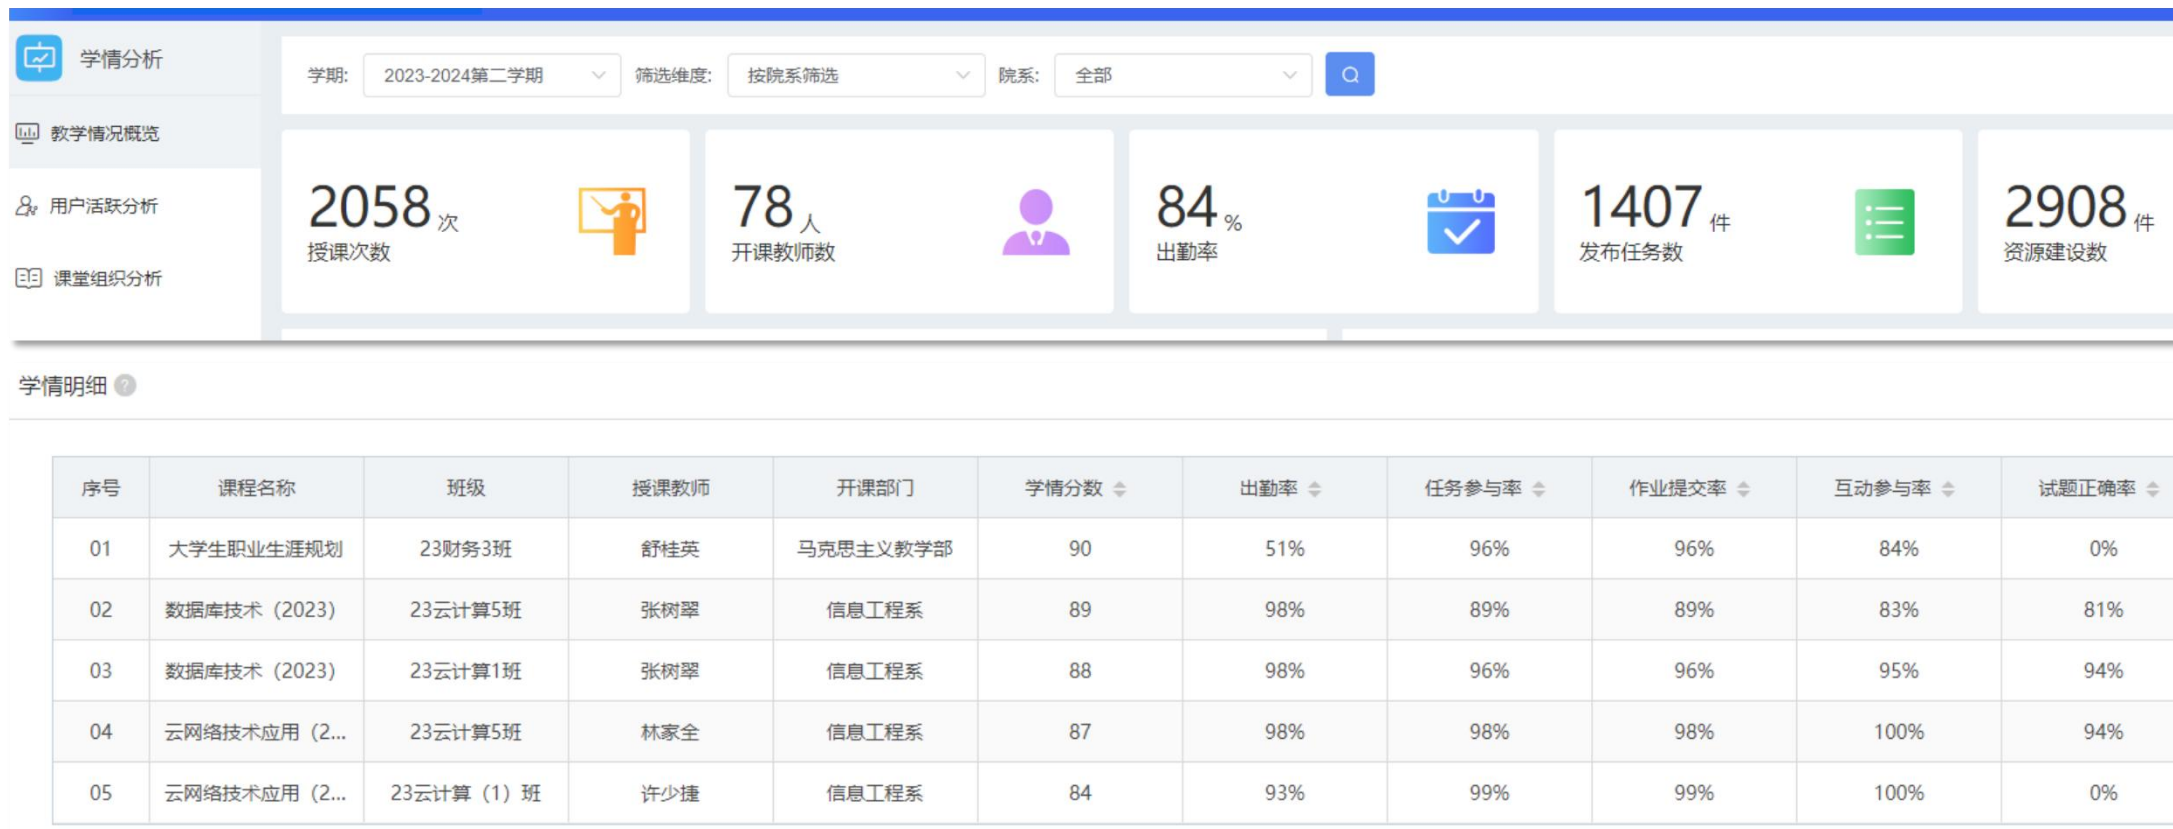 学情分析
学期: 2023-2024第二学期 筛选维度: 按院系筛选 院系: 全部
教学情况概览
用户活跃分析
课堂组织分析
2058 次
授课次数
78 人
开课教师数
84 %
出勤率
1407 件
发布任务数
2908 件
资源建设数
学情明细 ?
序号 课程名称 班级 授课教师 开课部门 学情分数 出勤率 任务参与率 作业提交率 互动参与率 试题正确率
01 大学生职业生涯规划 23财务3班 舒桂英 马克思主义教学部 90 51% 96% 96% 84% 0%
02 数据库技术（2023） 23云计算5班 张树翠 信息工程系 89 98% 89% 89% 83% 81%
03 数据库技术（2023） 23云计算1班 张树翠 信息工程系 88 98% 96% 96% 95% 94%
04 云网络技术应用（2... 23云计算5班 林家全 信息工程系 87 98% 98% 98% 100% 94%
05 云网络技术应用（2... 23云计算（1）班 许少捷 信息工程系 84 93% 99% 99% 100% 0%